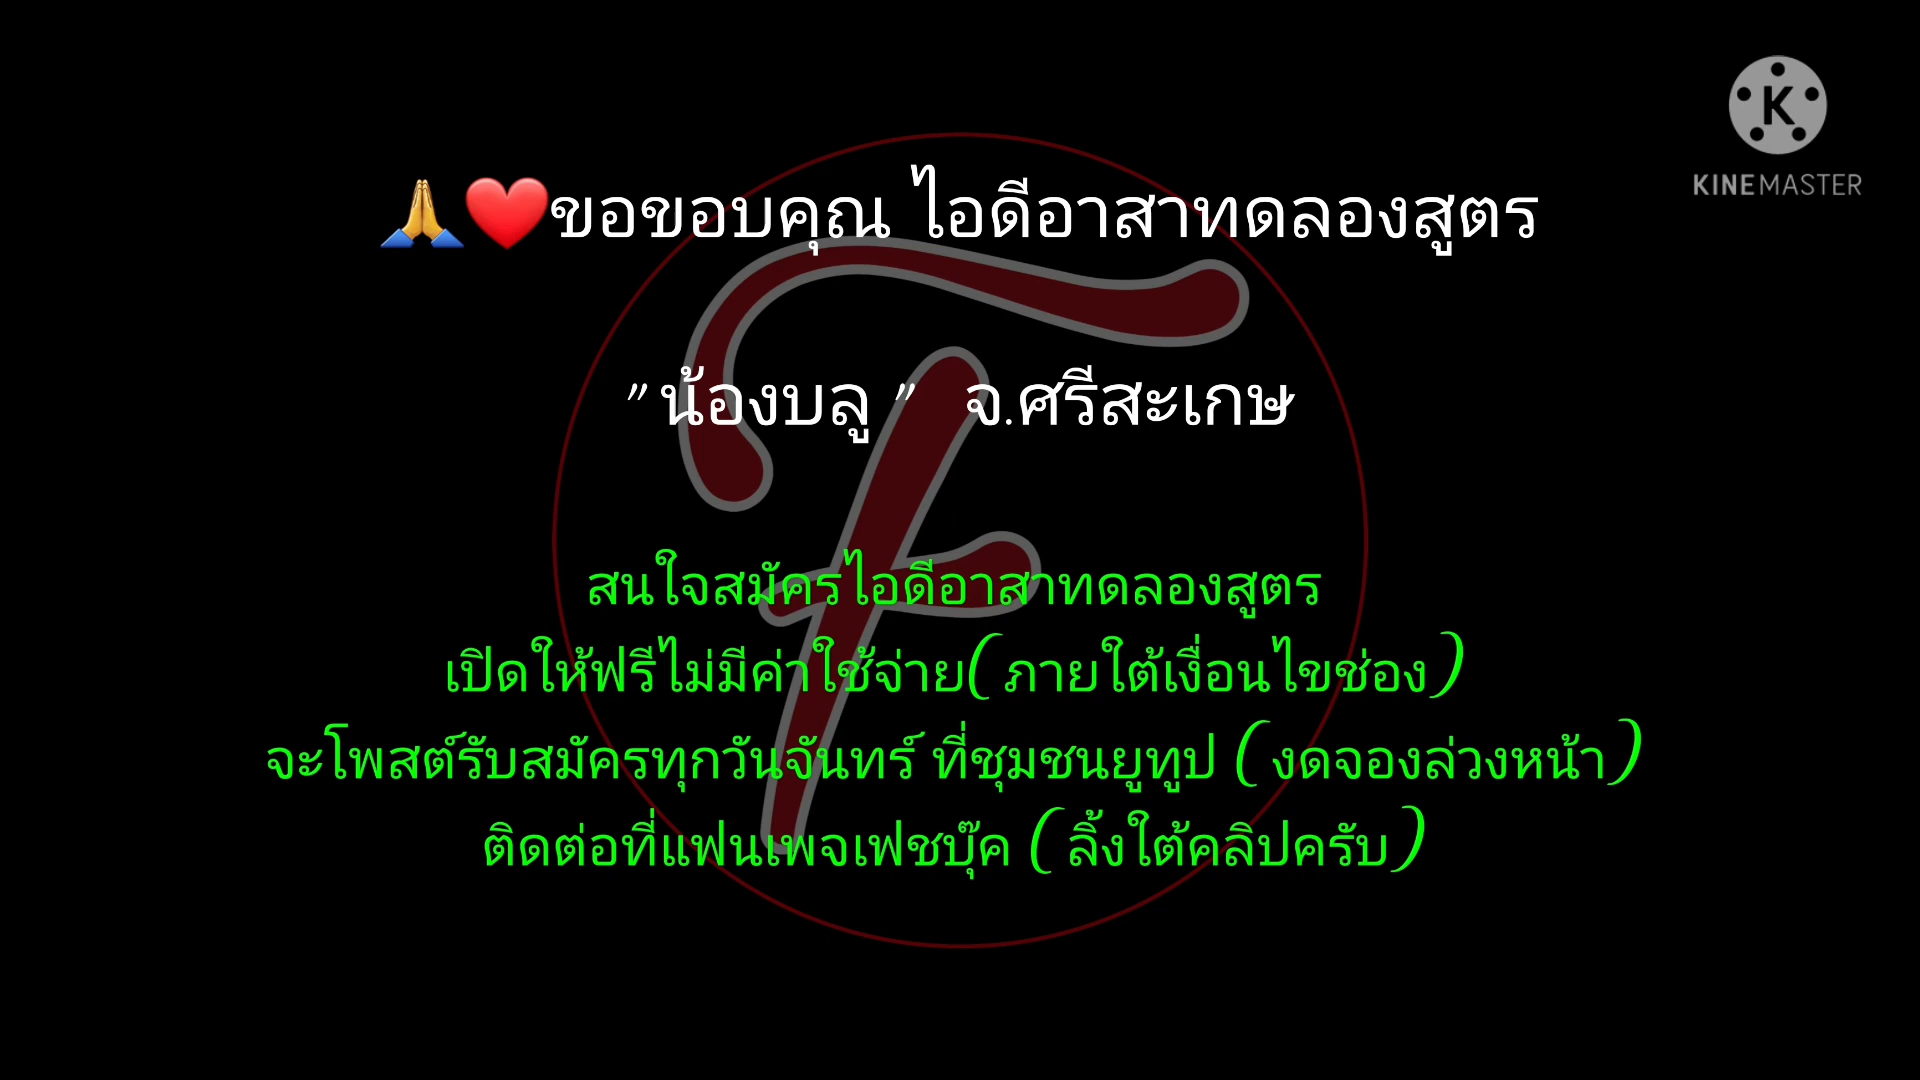 KINEMASTER
🙏❤️ขอขอบคุณ ไอดีอาสาทดลองสูตร
"น้องบลู " จ.ศรีสะเกษ
สนใจสมัครไอดีอาสาทดลองสูตร
เปิดให้ฟรีไม่มีค่าใช้จ่าย( ภายใต้เงื่อนไขช่อง)
จะโพสต์รับสมัครทุกวันจันทร์ ที่ชุมชนยูทูป ( งดจองล่วงหน้า)
ติดต่อที่แฟนเพจเฟชบุ๊ค ( ลิ้งใต้คลิปครับ)